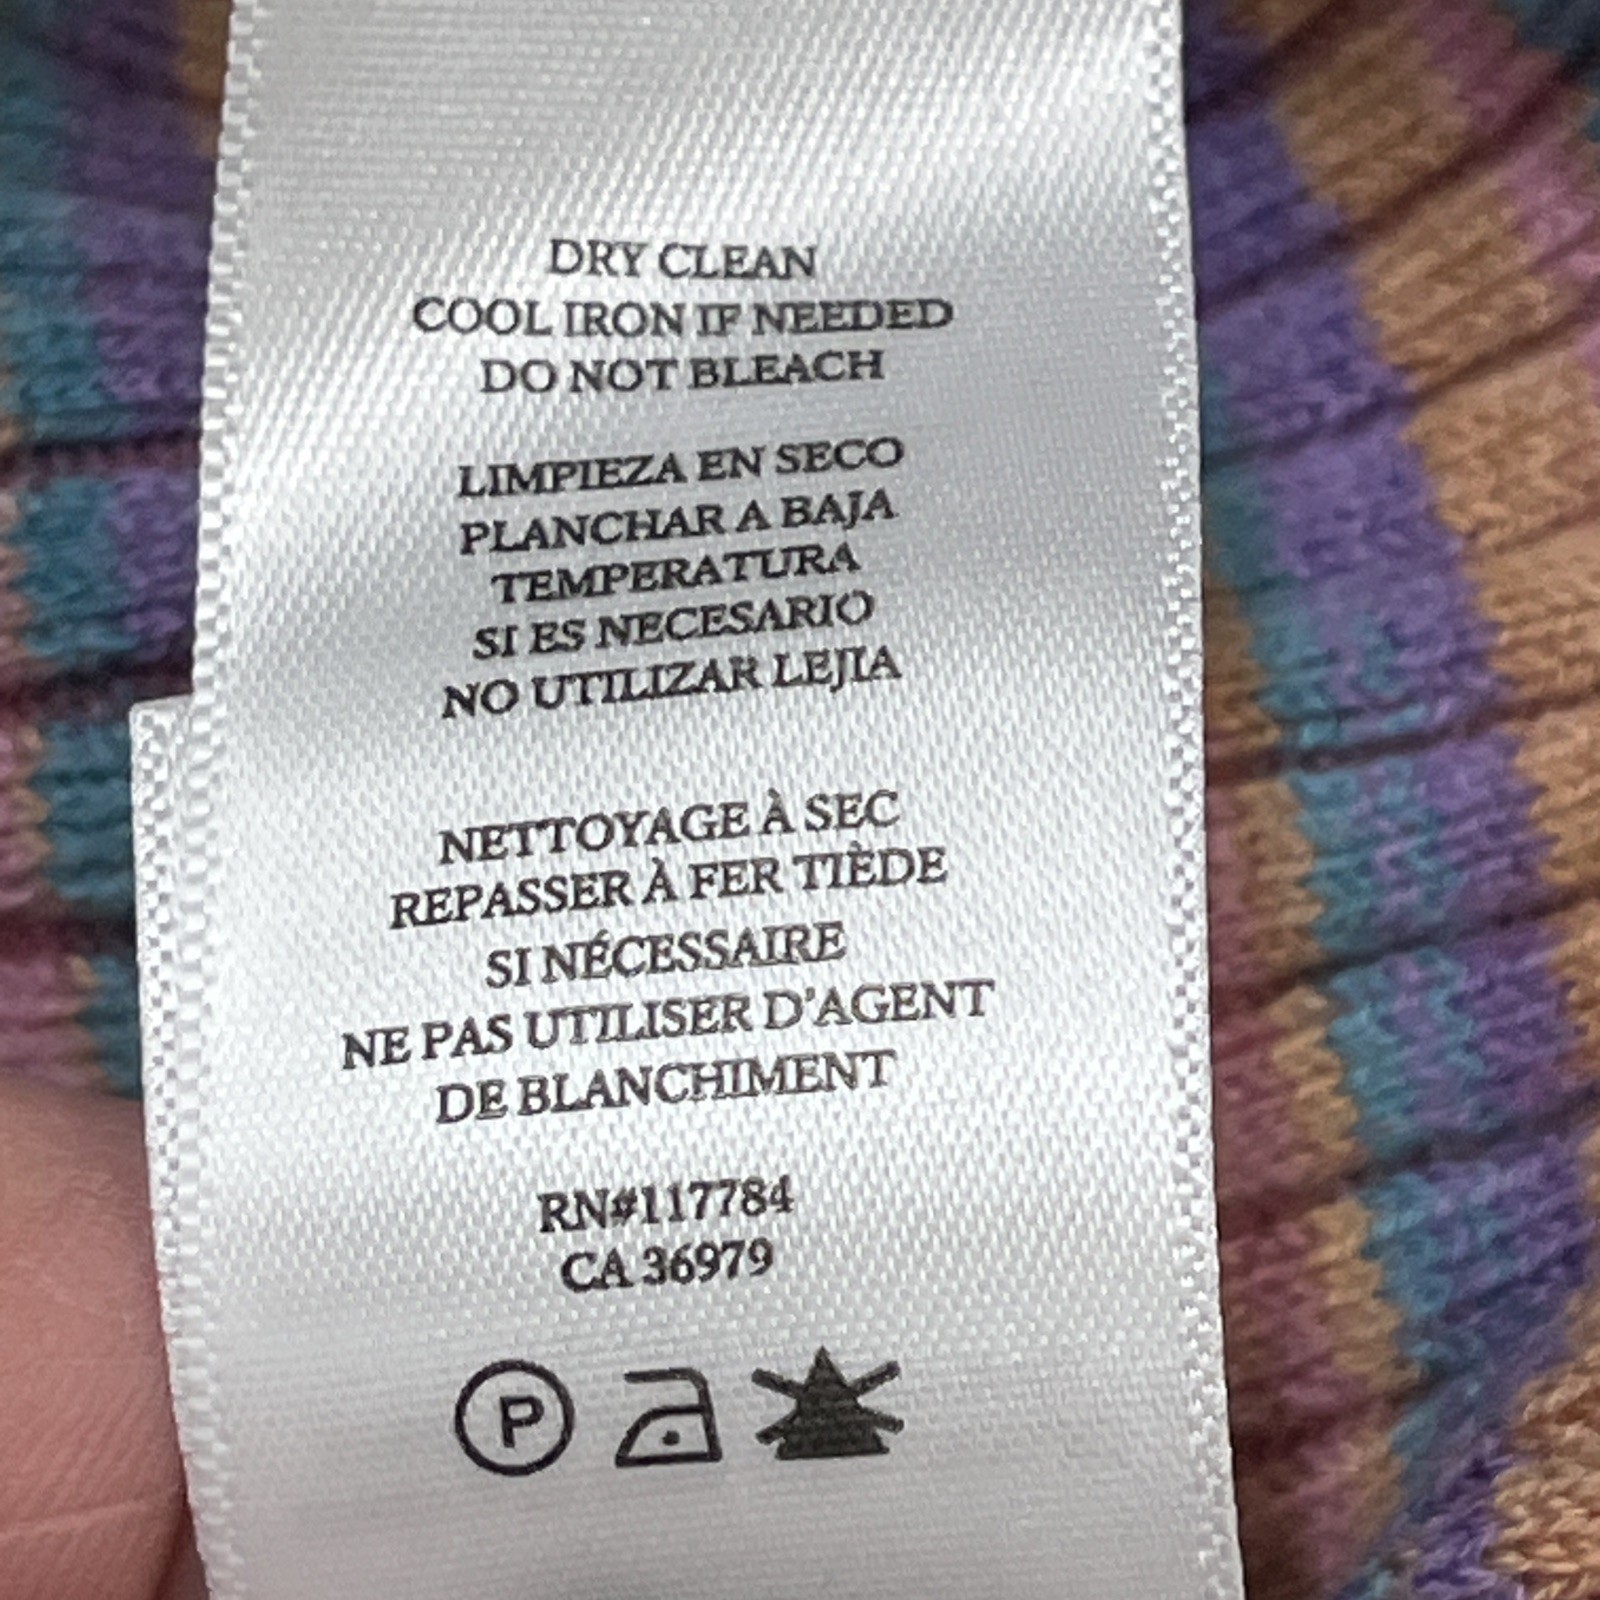 DRY CLEAN
COOL IRON IF NEEDED
DO NOT BLEACH
LIMPIEZA EN SECO
PLANCHAR A BAJA
TEMPERATURA
SI ES NECESARIO
NO UTILIZAR LEJIA
NETTOYAGE À SEC
REPASSER À FER TIÈDE
SI NÉCESSAIRE
NE PAS UTILISER D'AGENT
DE BLANCHIMENT
RN#117784
CA 36979
P